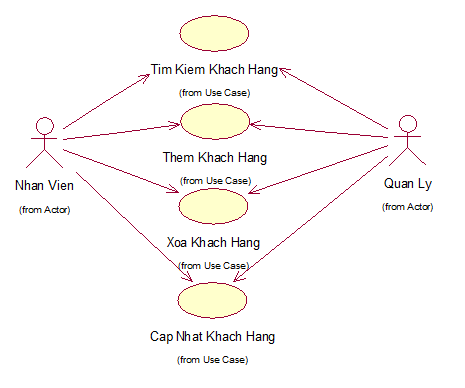 Tim Kiem Khach Hang
(from Use Case)
Them Khach Hang
(from Use Case)
Nhan Vien
(from Actor)
Quan Ly
(from Actor)
Xoa Khach Hang
(from Use Case)
Cap Nhat Khach Hang
(from Use Case)